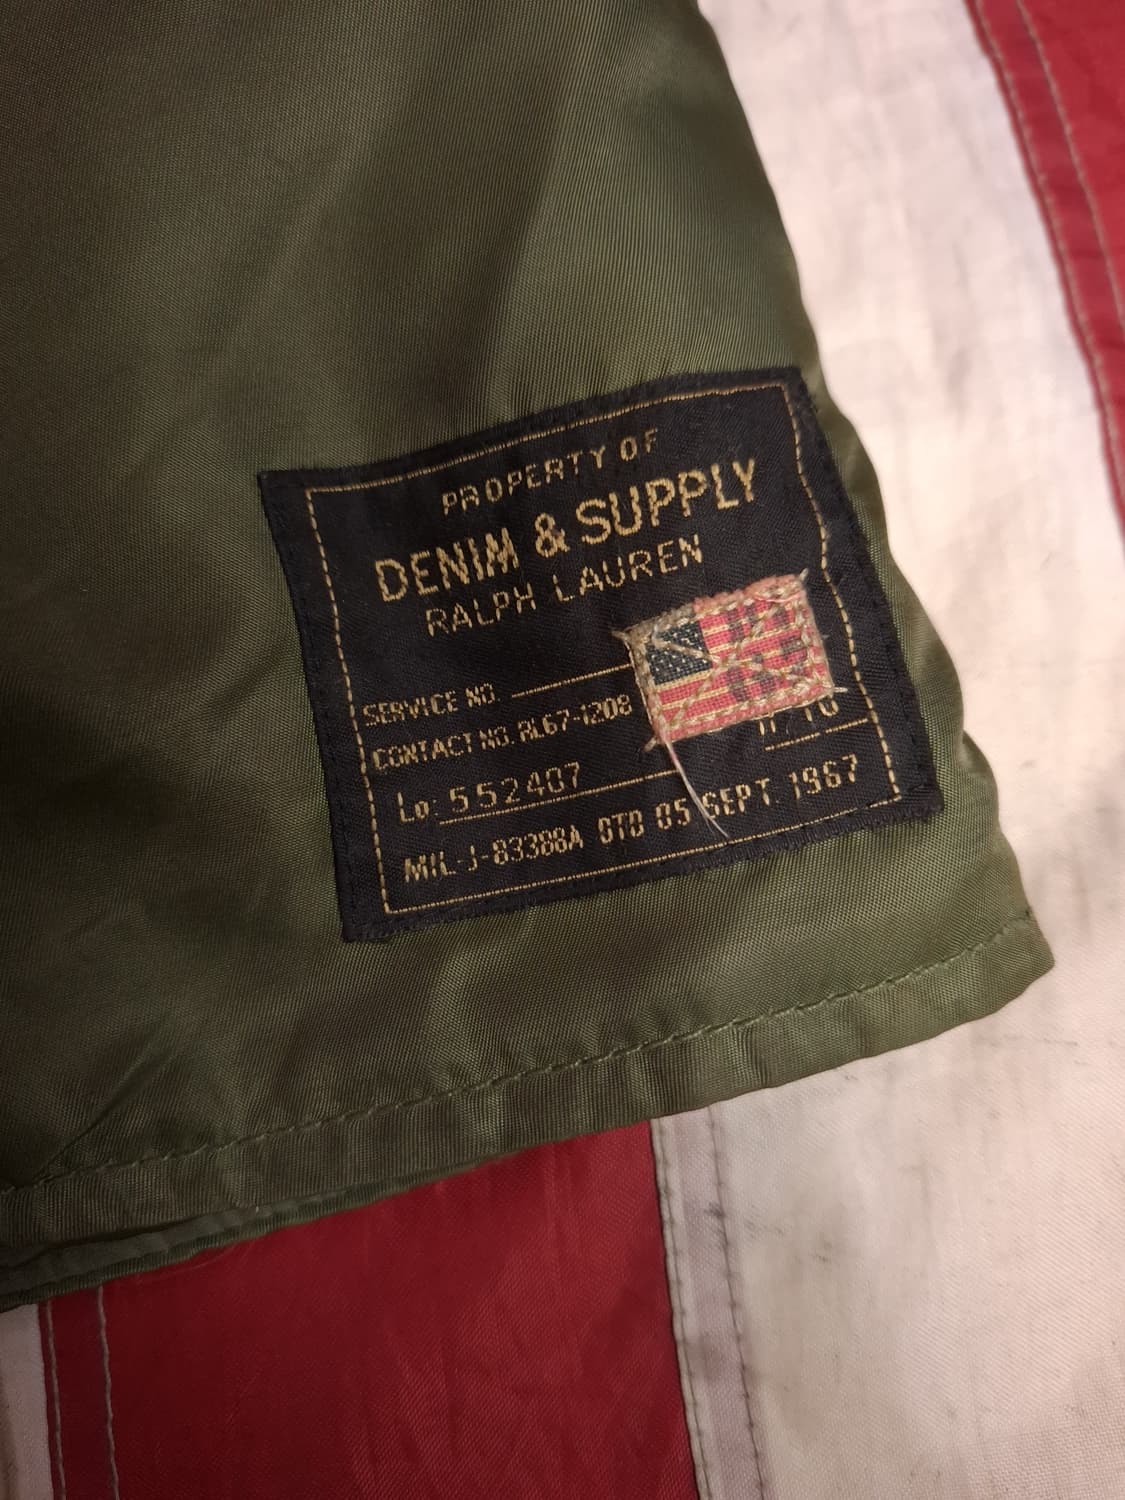 PROPERTY OF
DENIM & SUPPLY
RALPH LAUREN
SERVICE NO.
CONTACT NO. RL67-1208
Lo: 552407
MIL-J-83388A DTD 05 SEPT. 1967